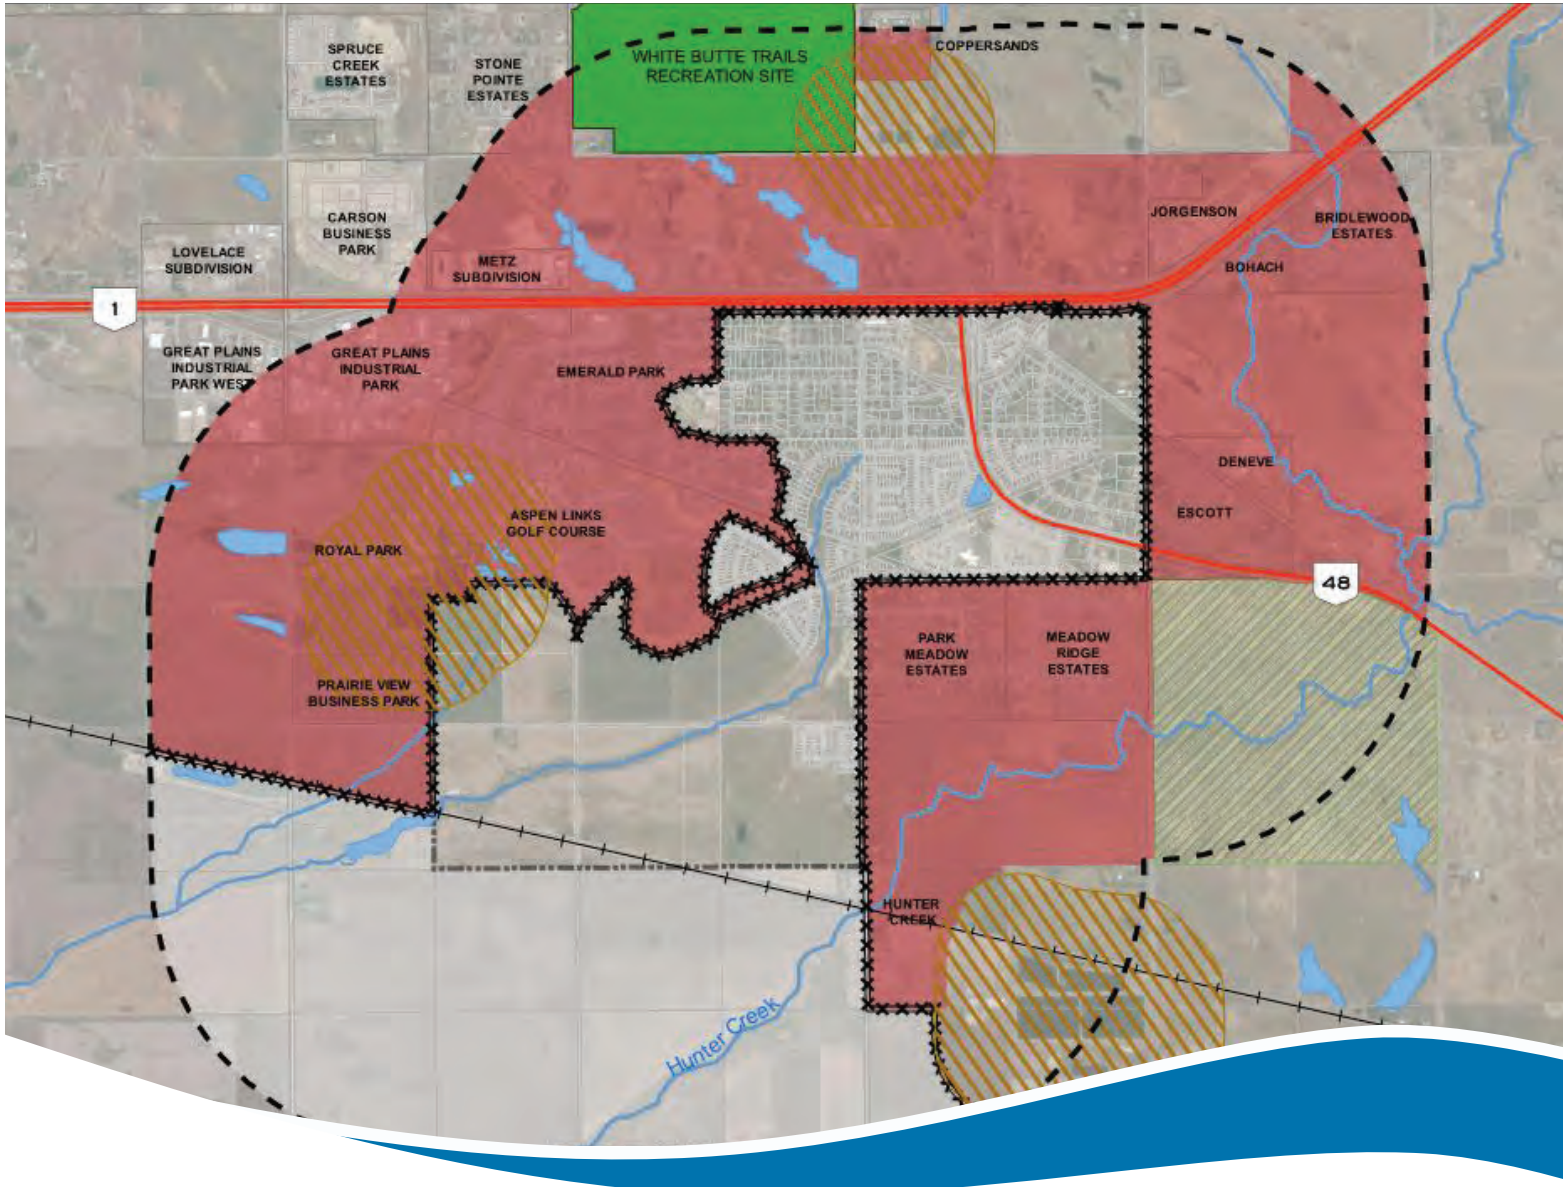 SPRUCE
CREEK
ESTATES
STONE
POINTE
ESTATES
WHITE BUTTE TRAILS
RECREATION SITE
COPPERSANDS
CARSON
BUSINESS
PARK
LOVELACE
SUBDIVISION
METZ
SUBDIVISION
JORGENSON
BRIDLEWOOD
ESTATES
BOHACH
1
GREAT PLAINS
INDUSTRIAL
PARK WEST
GREAT PLAINS
INDUSTRIAL
PARK
EMERALD PARK
DENEVE
ESCOTT
ASPEN LINKS
GOLF COURSE
ROYAL PARK
48
PARK
MEADOW
ESTATES
MEADOW
RIDGE
ESTATES
PRAIRIE VIEW
BUSINESS PARK
HUNTER
CREEK
Hunter Creek